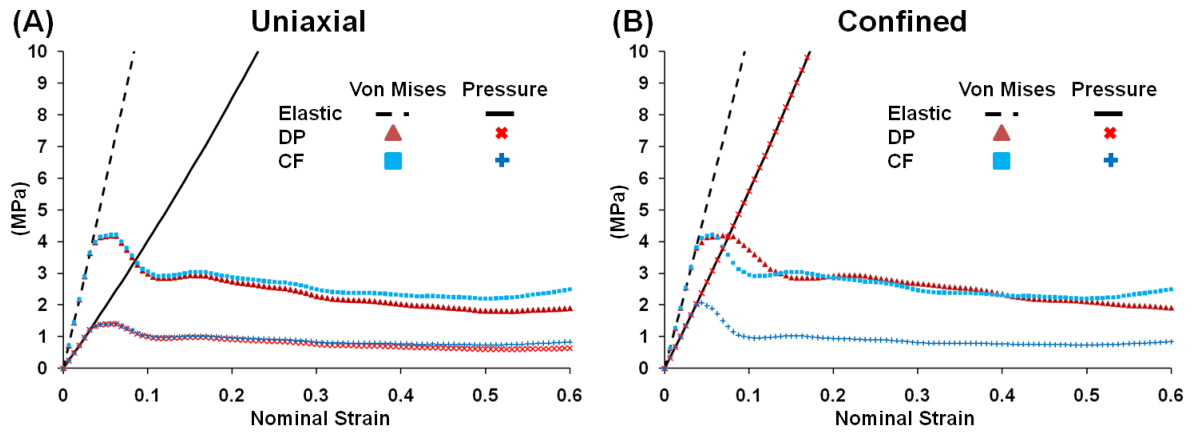 (A) Uniaxial
10
9
8
7
6
5
4
3
2
1
0
(MPa)
Von Mises Pressure
Elastic
DP
CF
0 0.1 0.2 0.3 0.4 0.5 0.6
Nominal Strain
(B) Confined
10
9
8
7
6
5
4
3
2
1
0
(MPa)
Von Mises Pressure
Elastic
DP
CF
0 0.1 0.2 0.3 0.4 0.5 0.6
Nominal Strain